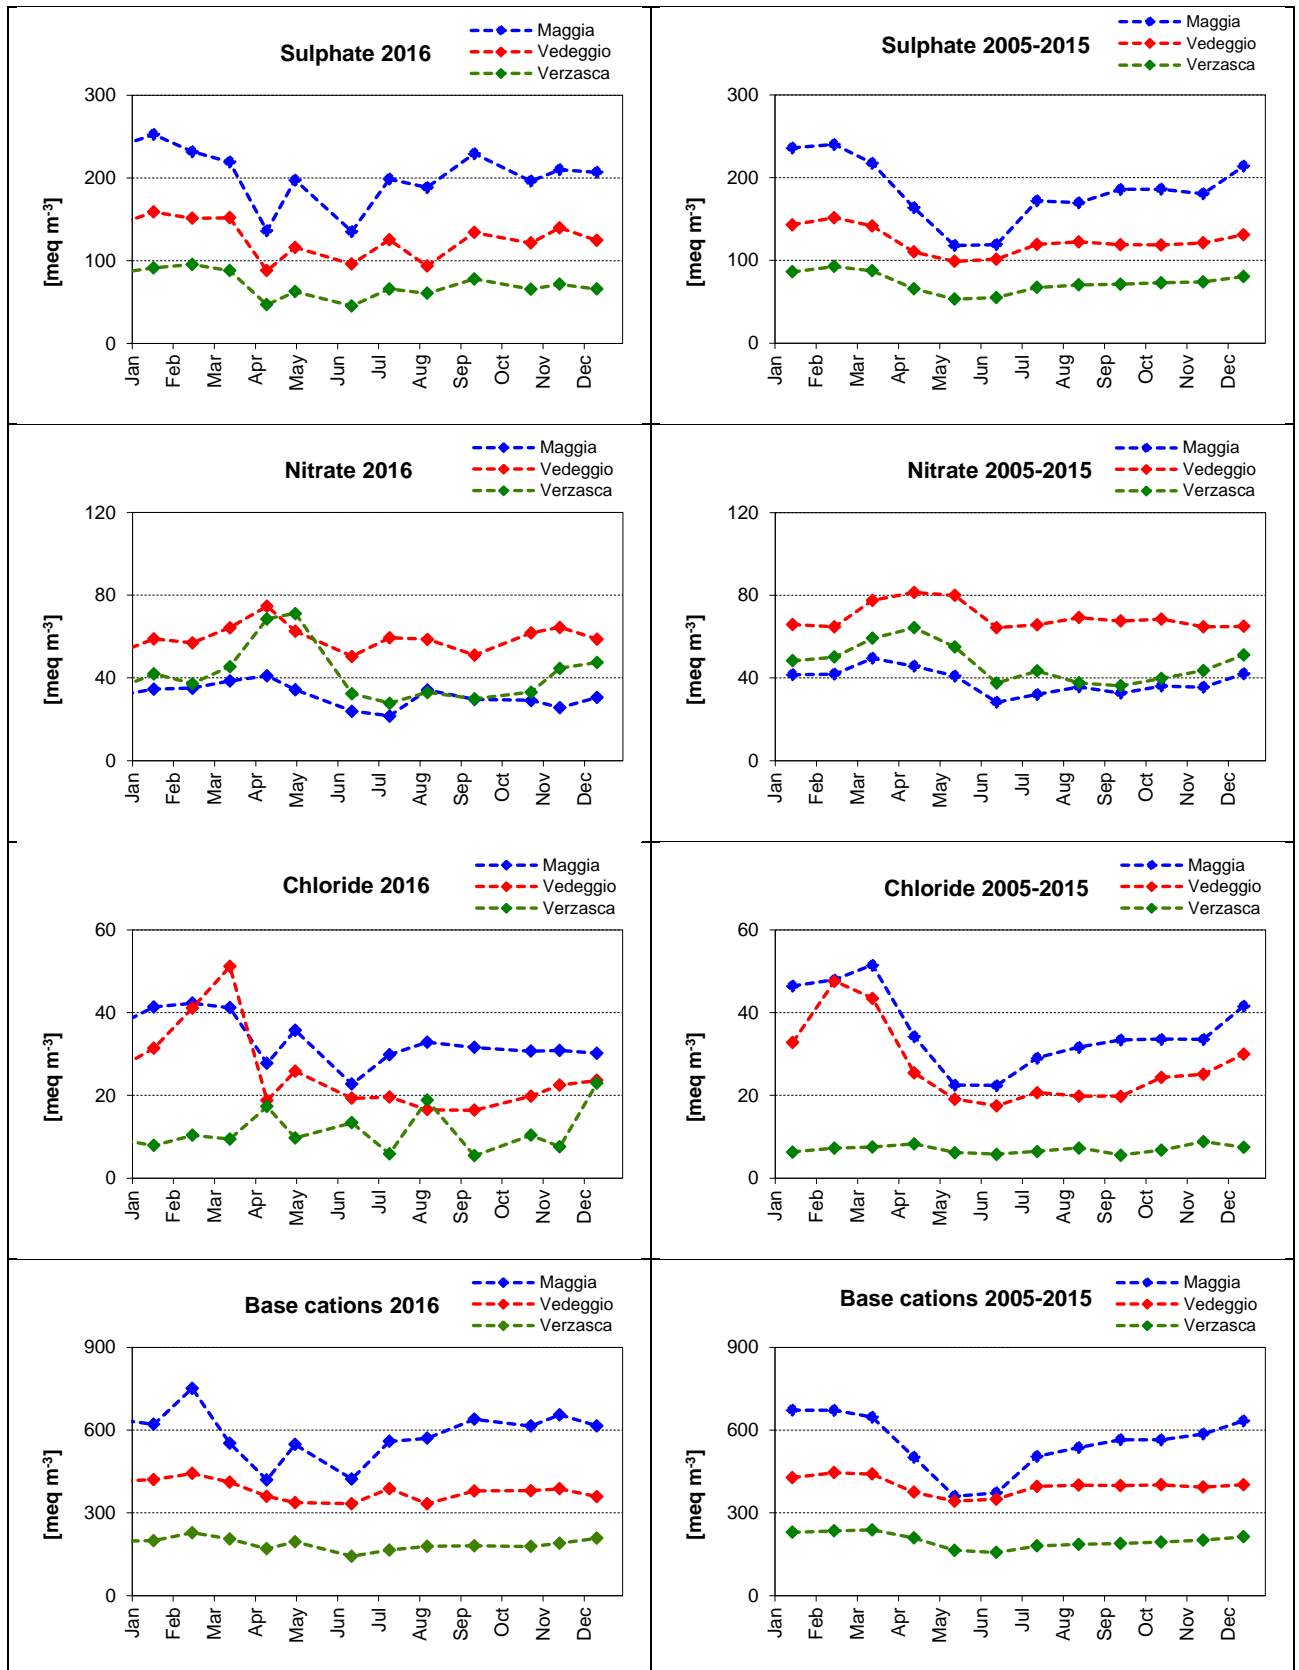 Sulphate 2016
Maggia
Vedeggio
Verzasca
[meq m-3]
300
200
100
0
Jan Feb Mar Apr May Jun Jul Aug Sep Oct Nov Dec
Sulphate 2005-2015
Maggia
Vedeggio
Verzasca
[meq m-3]
300
200
100
0
Jan Feb Mar Apr May Jun Jul Aug Sep Oct Nov Dec
Nitrate 2016
Maggia
Vedeggio
Verzasca
[meq m-3]
120
80
40
0
Jan Feb Mar Apr May Jun Jul Aug Sep Oct Nov Dec
Nitrate 2005-2015
Maggia
Vedeggio
Verzasca
[meq m-3]
120
80
40
0
Jan Feb Mar Apr May Jun Jul Aug Sep Oct Nov Dec
Chloride 2016
Maggia
Vedeggio
Verzasca
[meq m-3]
60
40
20
0
Jan Feb Mar Apr May Jun Jul Aug Sep Oct Nov Dec
Chloride 2005-2015
Maggia
Vedeggio
Verzasca
[meq m-3]
60
40
20
0
Jan Feb Mar Apr May Jun Jul Aug Sep Oct Nov Dec
Base cations 2016
Maggia
Vedeggio
Verzasca
[meq m-3]
900
600
300
0
Jan Feb Mar Apr May Jun Jul Aug Sep Oct Nov Dec
Base cations 2005-2015
Maggia
Vedeggio
Verzasca
[meq m-3]
900
600
300
0
Jan Feb Mar Apr May Jun Jul Aug Sep Oct Nov Dec